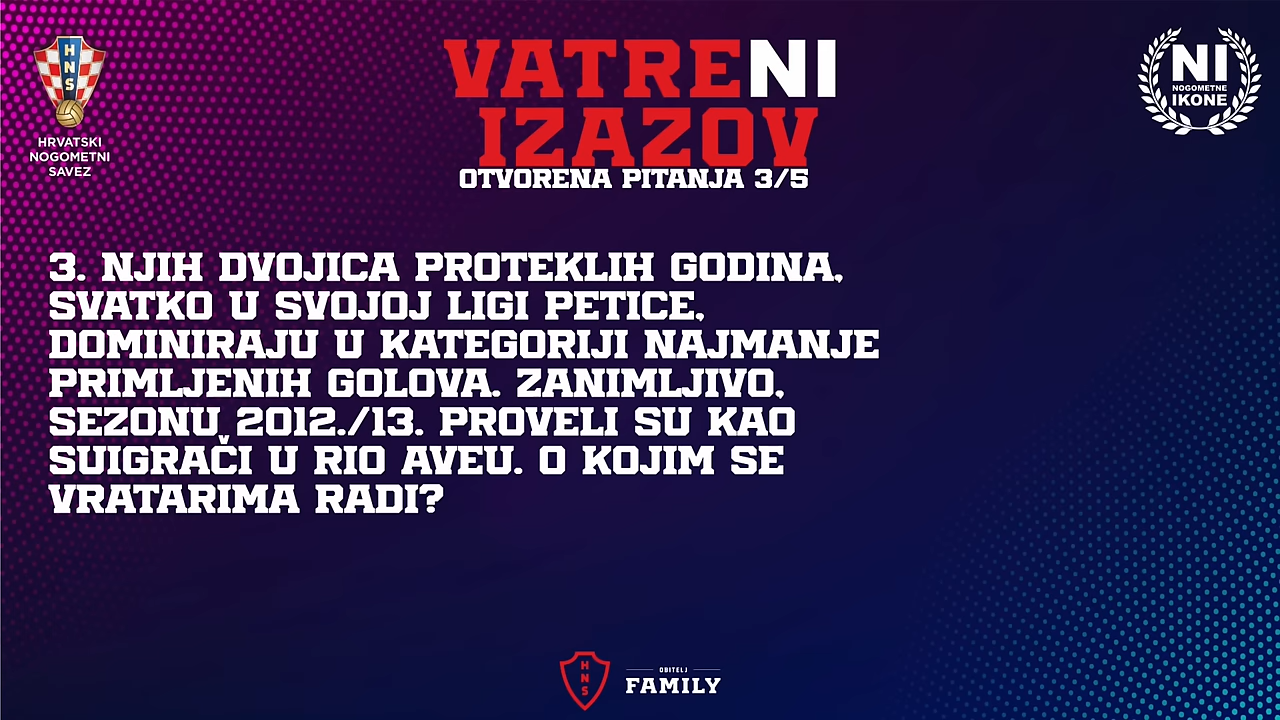 HNS
HRVATSKI
NOGOMETNI
SAVEZ
VATRENI
IZAZOV
OTVORENA PITANJA 3/5
NI
NOGOMETNE
IKONE
3. NJIH DVOJICA PROTEKLIH GODINA,
SVATKO U SVOJOJ LIGI PETICE,
DOMINIRAJU U KATEGORIJI NAJMANJE
PRIMLJENIH GOLOVA. ZANIMLJIVO,
SEZONU 2012./13. PROVELI SU KAO
SUIGRAČI U RIO AVEU. O KOJIM SE
VRATARIMA RADI?
HNS
OBITELJ
FAMILY